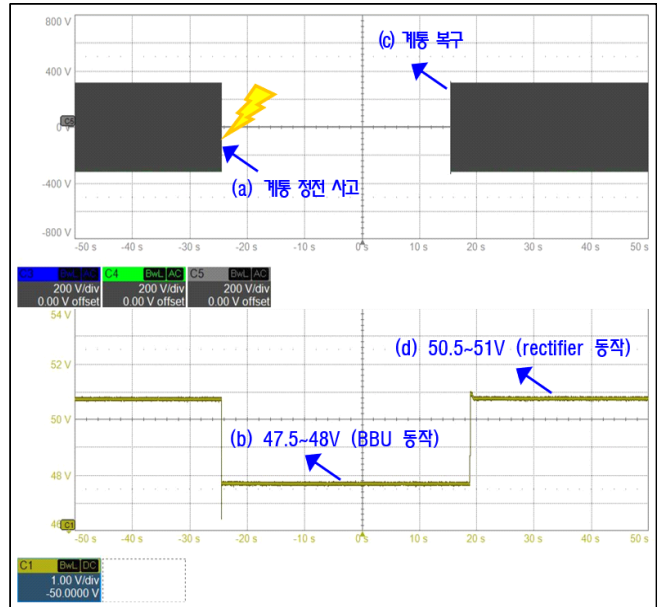 800 V
400 V
0 V
-400 V
-800 V
C5
(c) 계통 복구
(a) 계통 정전 사고
-50 s -40 s -30 s -20 s -10 s 0 s 10 s 20 s 30 s 40 s 50 s
C3 BwL AC C4 BwL AC C5 BwL AC
200 V/div 200 V/div 200 V/div
0.00 V offset 0.00 V offset 0.00 V offset
54 V
52 V
50 V
48 V
C1
(d) 50.5~51V (rectifier 동작)
(b) 47.5~48V (BBU 동작)
-50 s -40 s -30 s -20 s -10 s 0 s 10 s 20 s 30 s 40 s 50 s
C1 BwL DC
1.00 V/div
-50.0000 V